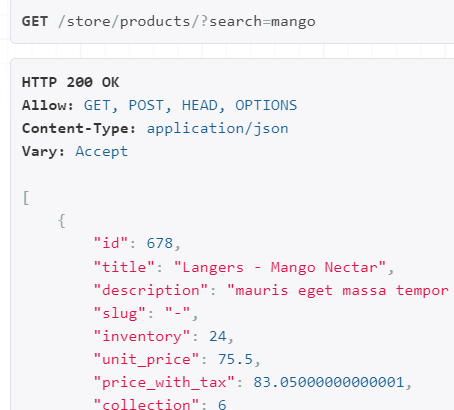 GET /store/products/?search=mango
HTTP 200 OK
Allow: GET, POST, HEAD, OPTIONS
Content-Type: application/json
Vary: Accept
[
{
"id": 678,
"title": "Langers - Mango Nectar",
"description": "mauris eget massa tempor
"slug": "-",
"inventory": 24,
"unit_price": 75.5,
"price_with_tax": 83.05000000000001,
"collection": 6